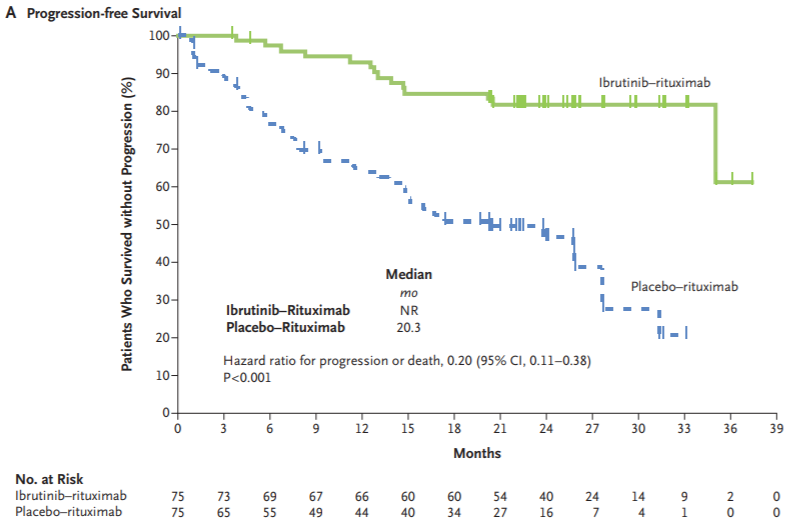 A Progression-free Survival
Patients Who Survived without Progression (%)
100
90
80
70
60
50
40
30
20
10
0
Ibrutinib–rituximab
Placebo–rituximab
Median
mo
Ibrutinib–Rituximab NR
Placebo–Rituximab 20.3
Hazard ratio for progression or death, 0.20 (95% CI, 0.11–0.38)
P<0.001
0 3 6 9 12 15 18 21 24 27 30 33 36 39
Months
No. at Risk
Ibrutinib–rituximab 75 73 69 67 66 60 60 54 40 24 14 9 2 0
Placebo–rituximab 75 65 55 49 44 40 34 27 16 7 4 1 0 0